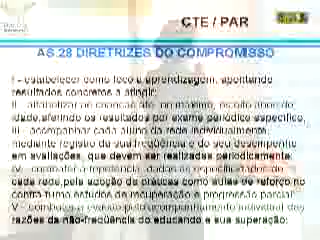 CTE / PAR
AS 28 DIRETRIZES DO COMPROMISSO
I - estabelecer como foco a aprendizagem, apontando
resultados concretos a atingir;
II - alfabetizar as crianças até, no máximo, os oito anos de
idade, aferindo os resultados por exame periódico específico;
III - acompanhar cada aluno da rede individualmente,
mediante registro da sua freqüência e do seu desempenho
em avaliações, que devem ser realizadas periodicamente;
IV - combater a repetência, dadas as especificidades de
cada rede, pela adoção de práticas como aulas de reforço no
contra-turno, estudos de recuperação e progressão parcial;
V - combater a evasão pelo acompanhamento individual das
razões da não-freqüência do educando e sua superação;